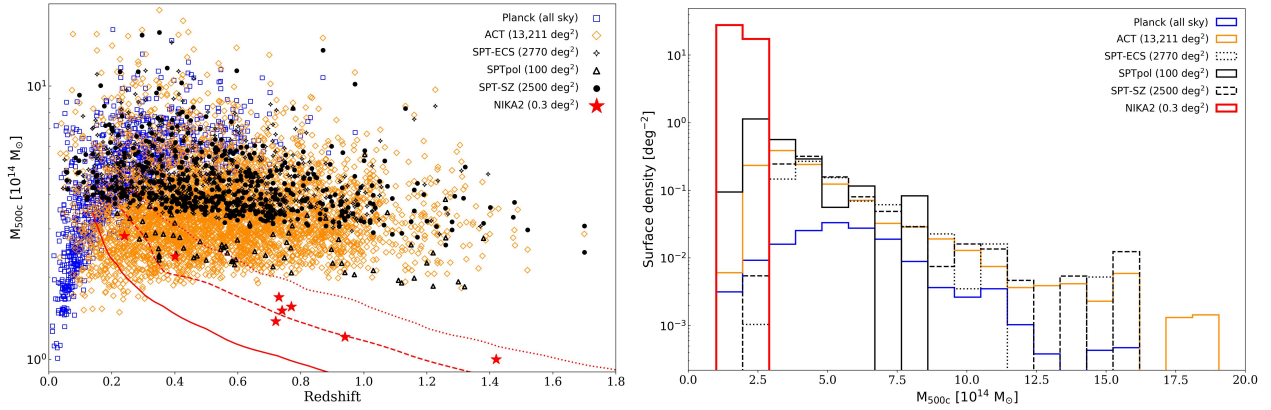 Planck (all sky)
ACT (13,211 deg²)
SPT-ECS (2770 deg²)
SPTpol (100 deg²)
SPT-SZ (2500 deg²)
NIKA2 (0.3 deg²)
10¹
10⁰
M₅₀₀c [10¹⁴ M⊙]
0.0 0.2 0.4 0.6 0.8 1.0 1.2 1.4 1.6 1.8
Redshift
Planck (all sky)
ACT (13,211 deg²)
SPT-ECS (2770 deg²)
SPTpol (100 deg²)
SPT-SZ (2500 deg²)
NIKA2 (0.3 deg²)
10¹
10⁰
10⁻¹
10⁻²
10⁻³
Surface density [deg⁻²]
0.0 2.5 5.0 7.5 10.0 12.5 15.0 17.5 20.0
M₅₀₀c [10¹⁴ M⊙]